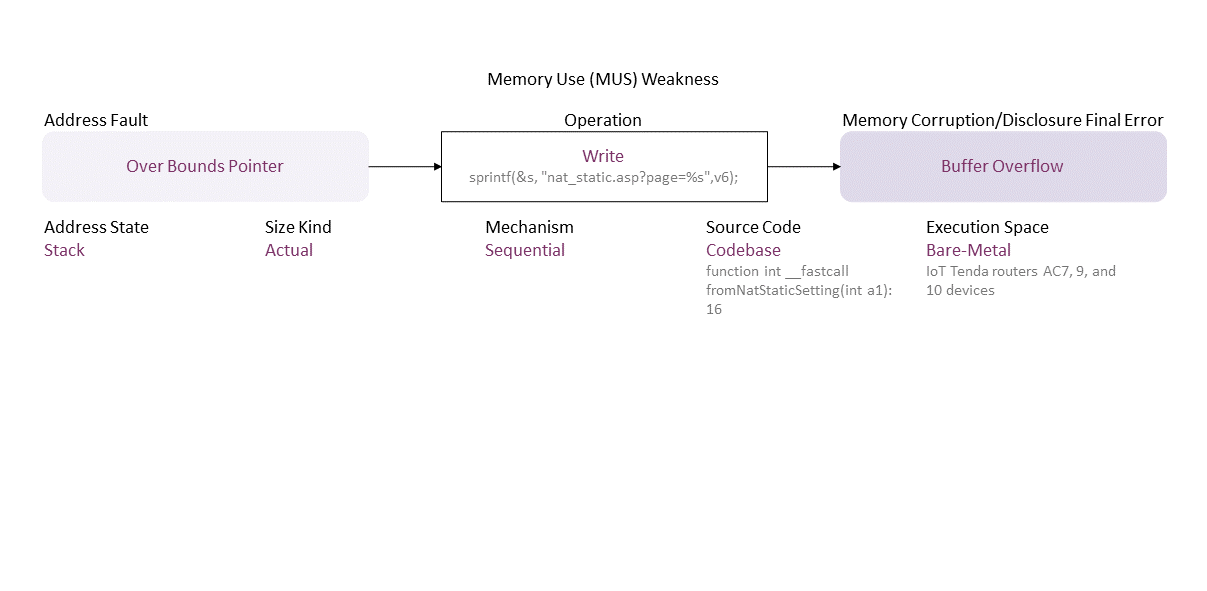 Memory Use (MUS) Weakness
Address Fault
Operation
Memory Corruption/Disclosure Final Error
Over Bounds Pointer
Write
sprintf(&s, "nat_static.asp?page=%s",v6);
Buffer Overflow
Address State
Stack
Size Kind
Actual
Mechanism
Sequential
Source Code
Codebase
function int __fastcall
fromNatStaticSetting(int a1):
16
Execution Space
Bare-Metal
IoT Tenda routers AC7, 9, and
10 devices